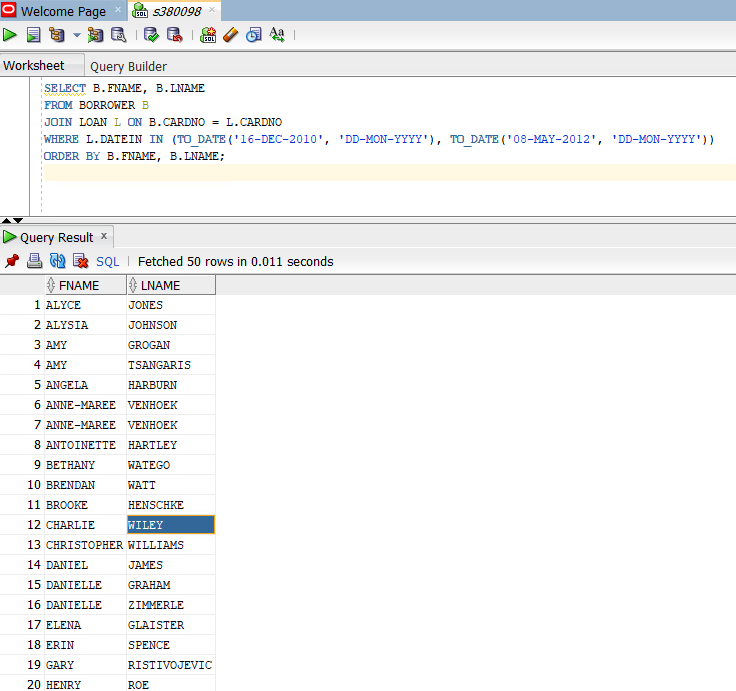 Welcome Page × s380098 ×
Worksheet Query Builder
SELECT B.FNAME, B.LNAME
FROM BORROWER B
JOIN LOAN L ON B.CARDNO = L.CARDNO
WHERE L.DATEIN IN (TO_DATE('16-DEC-2010', 'DD-MON-YYYY'), TO_DATE('08-MAY-2012', 'DD-MON-YYYY'))
ORDER BY B.FNAME, B.LNAME;
Query Result ×
SQL | Fetched 50 rows in 0.011 seconds
FNAME LNAME
1 ALYCE JONES
2 ALYSIA JOHNSON
3 AMY GROGAN
4 AMY TSANGARIS
5 ANGELA HARBURN
6 ANNE-MAREE VENHOEK
7 ANNE-MAREE VENHOEK
8 ANTOINETTE HARTLEY
9 BETHANY WATEGO
10 BRENDAN WATT
11 BROOKE HENSCHKE
12 CHARLIE WILEY
13 CHRISTOPHER WILLIAMS
14 DANIEL JAMES
15 DANIELLE GRAHAM
16 DANIELLE ZIMMERLE
17 ELENA GLAISTER
18 ERIN SPENCE
19 GARY RISTIVOJEVIC
20 HENRY ROE